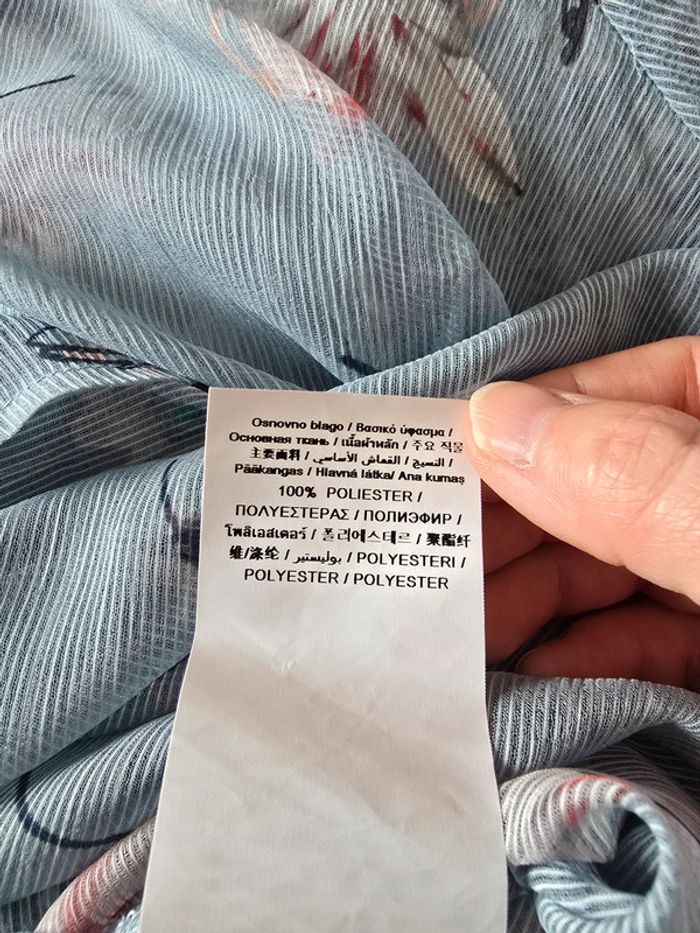 Osnovno blago / Βασικό ύφασμα /
Основная ткань / เนื้อผ้าหลัก / 주요 직물
主要面料 / النسيج / القماش الأساسي /
Pääkangas / Hlavná látka/ Ana kumaş
100% POLIESTER /
ΠΟΛΥΕΣΤΕΡΑΣ / ПОЛИЭФИР /
โพลิเอสเตอร์ / 폴리에스테르 / 聚酯纤
维/涤纶 / بوليستير / POLYESTERI /
POLYESTER / POLYESTER